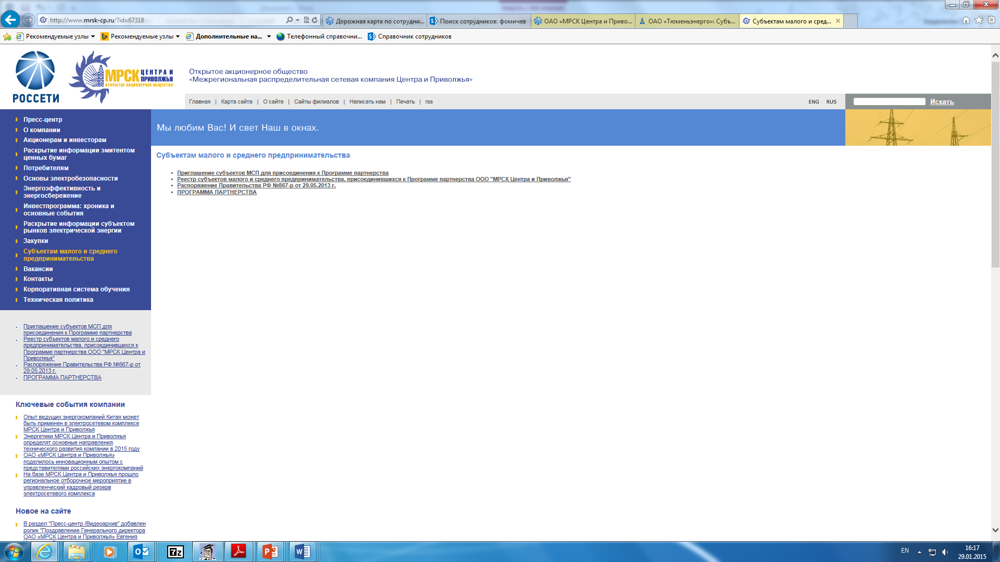 http://www.mrsk-cp.ru/?id=67318
Дорожная карта по сотрудни...
Поиск сотрудников: фомичев
ОАО «МРСК Центра и Приво...
ОАО «Тюменьэнерго»: Субъ...
Субъектам малого и сред...
Рекомендуемые узлы
Рекомендуемые узлы
Дополнительные на...
Телефонный справочни...
Справочник сотрудников
РОССЕТИ
МРСК ЦЕНТРА И ПРИВОЛЖЬЯ
ОТКРЫТОЕ АКЦИОНЕРНОЕ ОБЩЕСТВО
Открытое акционерное общество
«Межрегиональная распределительная сетевая компания Центра и Приволжья»
Главная | Карта сайта | О сайте | Сайты филиалов | Написать нам | Печать | rss
ENG RUS
Искать
Мы любим Вас! И свет Наш в окнах.
Пресс-центр
О компании
Акционерам и инвесторам
Раскрытие информации эмитентом
ценных бумаг
Потребителям
Основы электробезопасности
Энергоэффективность и
энергосбережение
Инвестпрограмма: хроника и
основные события
Раскрытие информации субъектом
рынков электрической энергии
Закупки
Субъектам малого и среднего
предпринимательства
Вакансии
Контакты
Корпоративная система обучения
Техническая политика
Субъектам малого и среднего предпринимательства
Приглашение субъектов МСП для присоединения к Программе партнерства
Реестр субъектов малого и среднего предпринимательства, присоединившихся к Программе партнерства ООО "МРСК Центра и Приволжья"
Распоряжение Правительства РФ №867-р от 29.05.2013 г.
ПРОГРАММА ПАРТНЕРСТВА
Приглашение субъектов МСП для
присоединения к Программе партнерства
Реестр субъектов малого и среднего
предпринимательства, присоединившихся к
Программе партнерства ООО "МРСК Центра и
Приволжья"
Распоряжение Правительства РФ №867-р от
29.05.2013 г.
ПРОГРАММА ПАРТНЕРСТВА
Ключевые события компании
Опыт ведущих энергокомпаний Китая может
быть применен в электросетевом комплексе
МРСК Центра и Приволжья
Энергетики МРСК Центра и Приволжья
определят основные направления
технического развития компании в 2015 году
ОАО «МРСК Центра и Приволжья»
поделилось инновационным опытом с
представителями российских энергокомпаний
На базе МРСК Центра и Приволжья прошло
региональное отборочное мероприятие в
управленческий кадровый резерв
электросетевого комплекса
Новое на сайте
В раздел "Пресс-центр /Видеоархив" добавлен
ролик "Поздравление Генерального директора
ОАО «МРСК Центра и Приволжья» Евгения
EN
16:17
29.01.2015